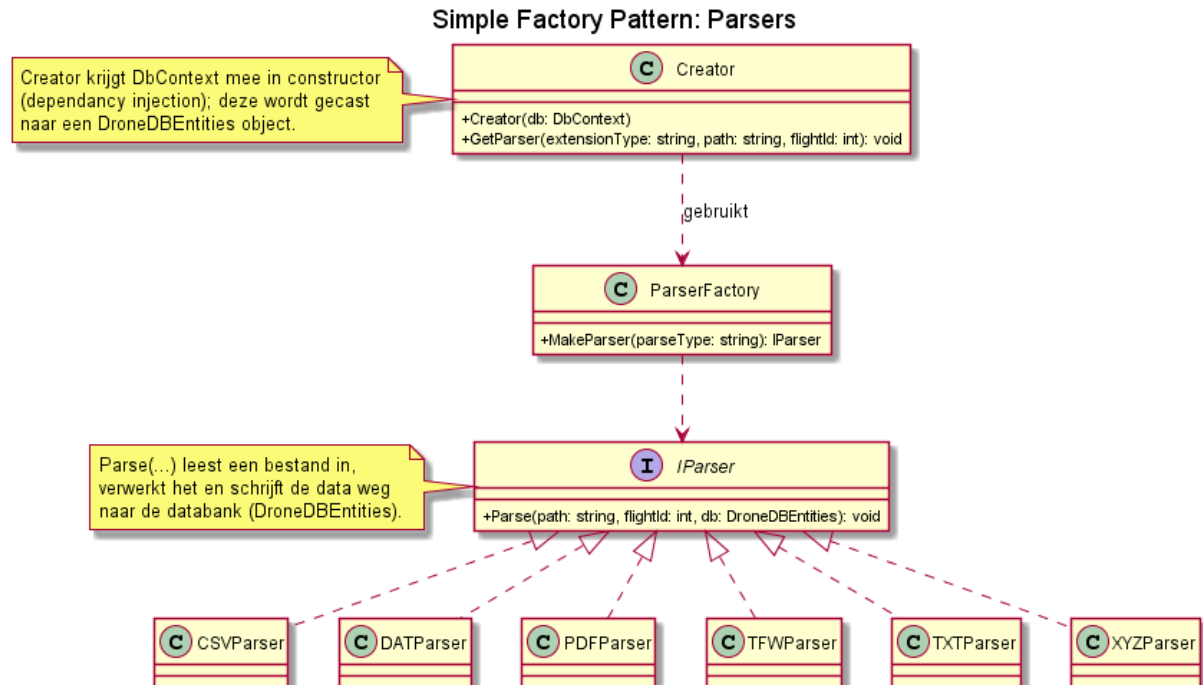 Simple Factory Pattern: Parsers
Creator krijgt DbContext mee in constructor
(dependancy injection); deze wordt gecast
naar een DroneDBEntities object.
C Creator
+Creator(db: DbContext)
+GetParser(extensionType: string, path: string, flightId: int): void
gebruikt
C ParserFactory
+MakeParser(parseType: string): IParser
Parse(...) leest een bestand in,
verwerkt het en schrijft de data weg
naar de databank (DroneDBEntities).
I IParser
+Parse(path: string, flightId: int, db: DroneDBEntities): void
C CSVParser
C DATParser
C PDFParser
C TFWParser
C TXTParser
C XYZParser